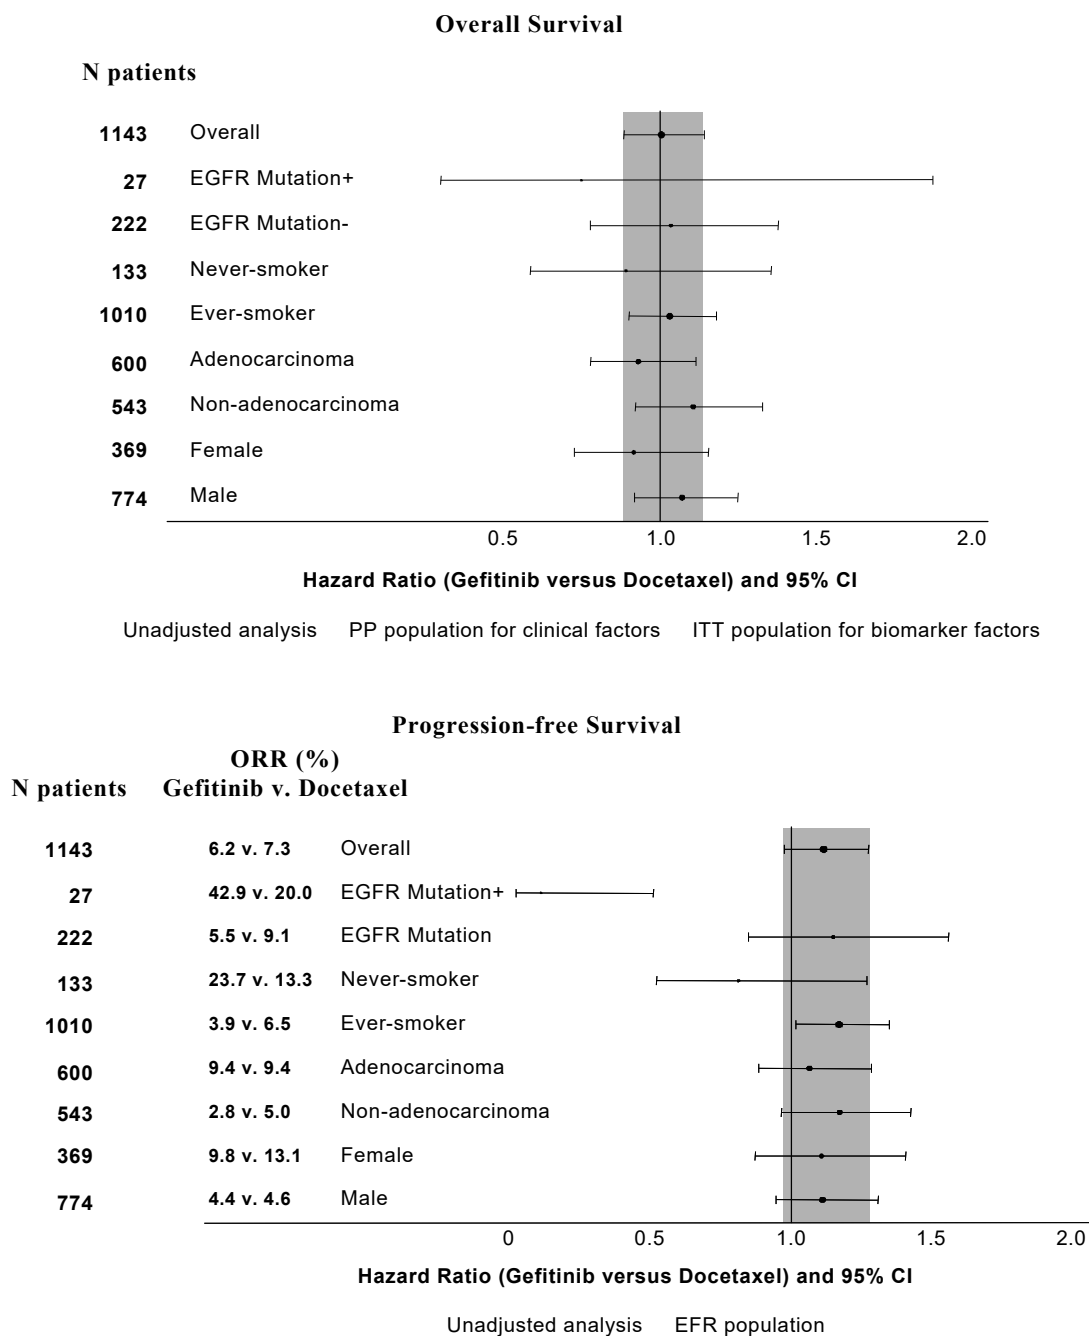 Overall Survival
N patients
1143 Overall
27 EGFR Mutation+
222 EGFR Mutation-
133 Never-smoker
1010 Ever-smoker
600 Adenocarcinoma
543 Non-adenocarcinoma
369 Female
774 Male
0.5 1.0 1.5 2.0
Hazard Ratio (Gefitinib versus Docetaxel) and 95% CI
Unadjusted analysis PP population for clinical factors ITT population for biomarker factors
Progression-free Survival
ORR (%)
N patients Gefitinib v. Docetaxel
1143 6.2 v. 7.3 Overall
27 42.9 v. 20.0 EGFR Mutation+
222 5.5 v. 9.1 EGFR Mutation
133 23.7 v. 13.3 Never-smoker
1010 3.9 v. 6.5 Ever-smoker
600 9.4 v. 9.4 Adenocarcinoma
543 2.8 v. 5.0 Non-adenocarcinoma
369 9.8 v. 13.1 Female
774 4.4 v. 4.6 Male
0 0.5 1.0 1.5 2.0
Hazard Ratio (Gefitinib versus Docetaxel) and 95% CI
Unadjusted analysis EFR population